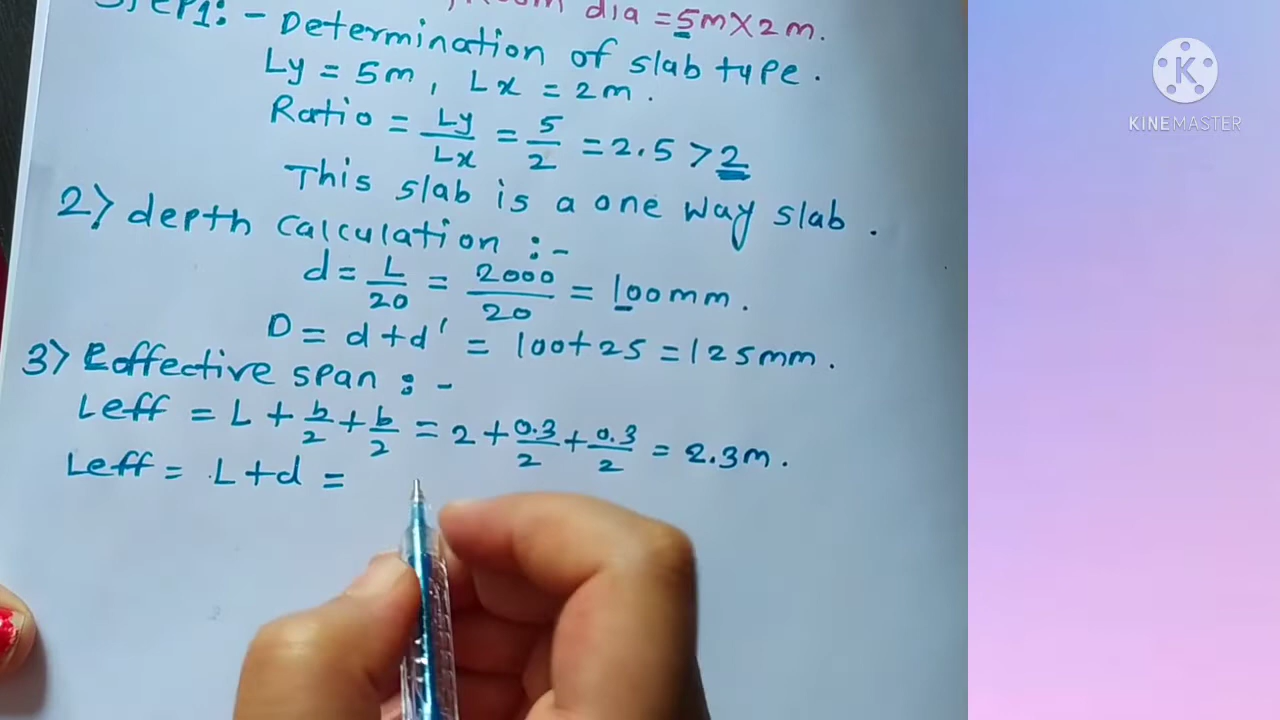 Step1:- Determination of slab type.
Room dia = 5m X 2m.
Ly = 5m, Lx = 2m.
Ratio = Ly/Lx = 5/2 = 2.5 > 2
This slab is a one way slab.
2> depth calculation :-
d = L/20 = 2000/20 = 100mm.
D = d + d' = 100 + 25 = 125mm.
3> Eoffective span :-
Leff = L + b/2 + b/2 = 2 + 0.3/2 + 0.3/2 = 2.3m.
Leff = L + d =
KINEMASTER